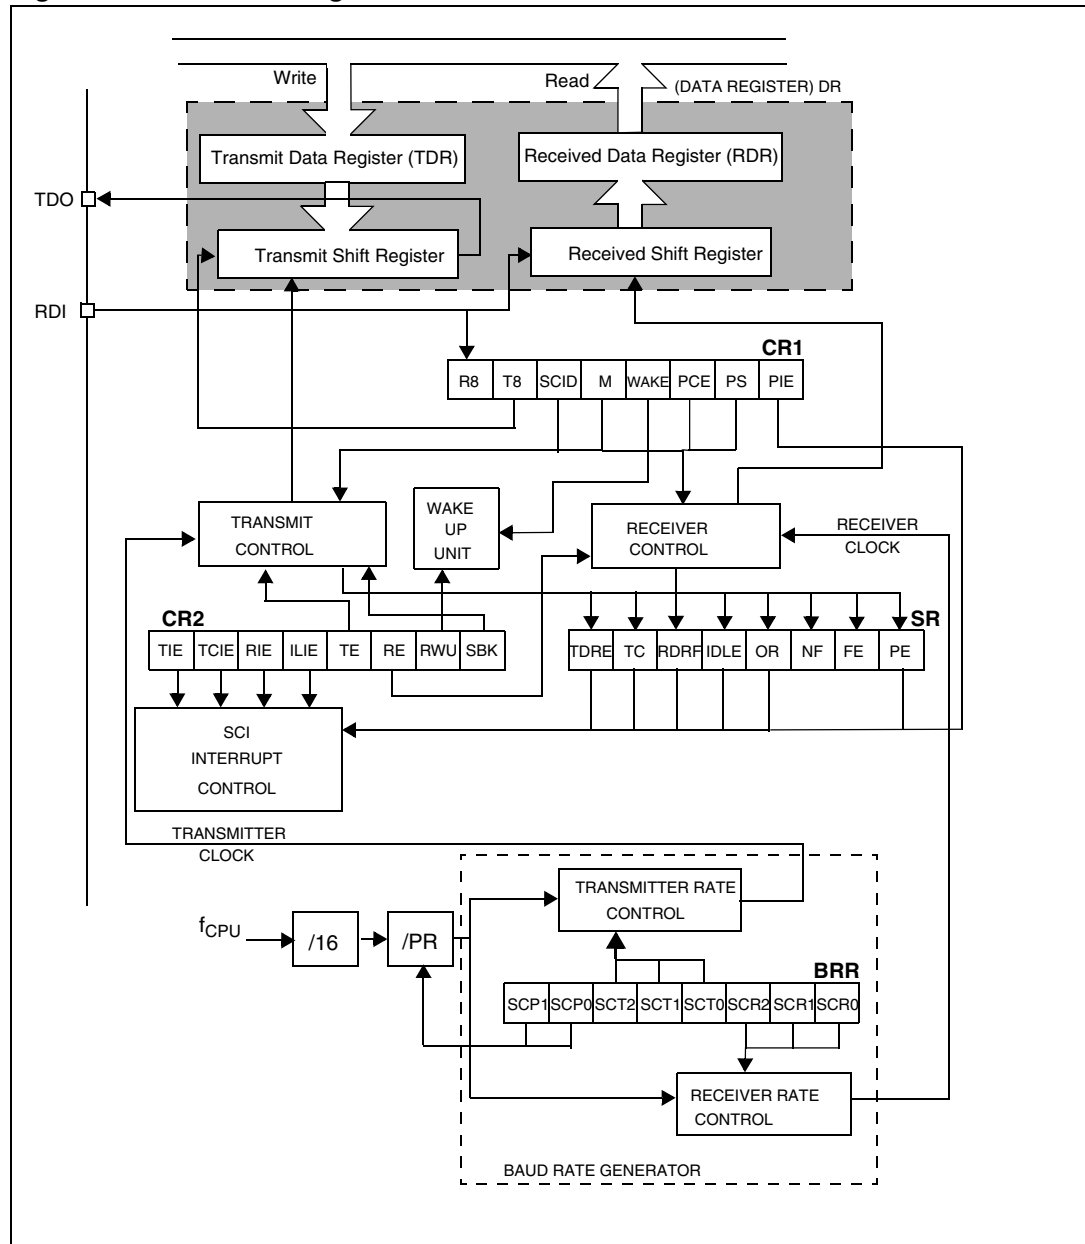 Write
Read
(DATA REGISTER) DR
Transmit Data Register (TDR)
Received Data Register (RDR)
TDO
Transmit Shift Register
Received Shift Register
RDI
CR1
R8 T8 SCID M WAKE PCE PS PIE
TRANSMIT
CONTROL
WAKE
UP
UNIT
RECEIVER
CONTROL
RECEIVER
CLOCK
CR2
SR
TIE TCIE RIE ILIE TE RE RWU SBK
TDRE TC RDRF IDLE OR NF FE PE
SCI
INTERRUPT
CONTROL
TRANSMITTER
CLOCK
TRANSMITTER RATE
CONTROL
fCPU
/16
/PR
BRR
SCP1 SCP0 SCT2 SCT1 SCT0 SCR2 SCR1 SCR0
RECEIVER RATE
CONTROL
BAUD RATE GENERATOR